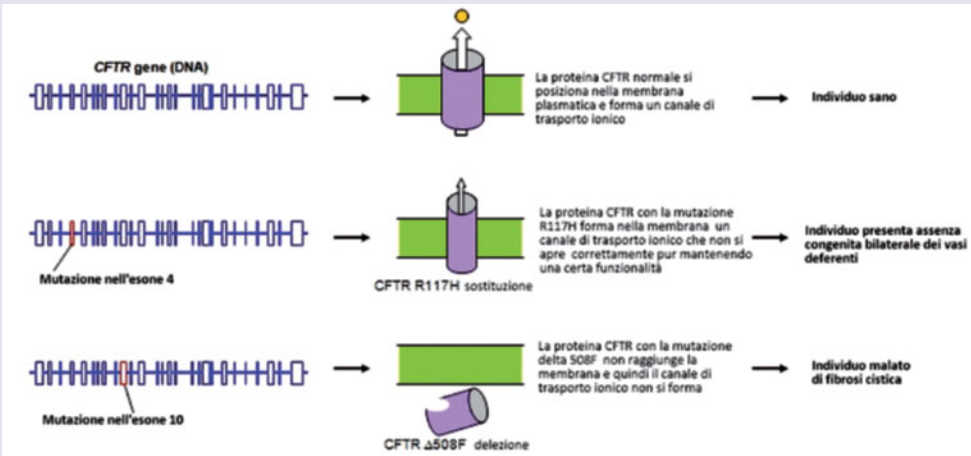 CFTR gene (DNA)
La proteina CFTR normale si
posiziona nella membrana
plasmatica e forma un canale di
trasporto ionico
Individuo sano
Mutazione nell'esone 4
CFTR R117H sostituzione
La proteina CFTR con la mutazione
R117H forma nella membrana un
canale di trasporto ionico che non si
apre correttamente pur mantenendo
una certa funzionalità
Individuo presenta assenza
congenita bilaterale dei vasi
deferenti
Mutazione nell'esone 10
CFTR Δ508F delezione
La proteina CFTR con la mutazione
delta 508F non raggiunge la
membrana e quindi il canale di
trasporto ionico non si forma
Individuo malato
di fibrosi cistica